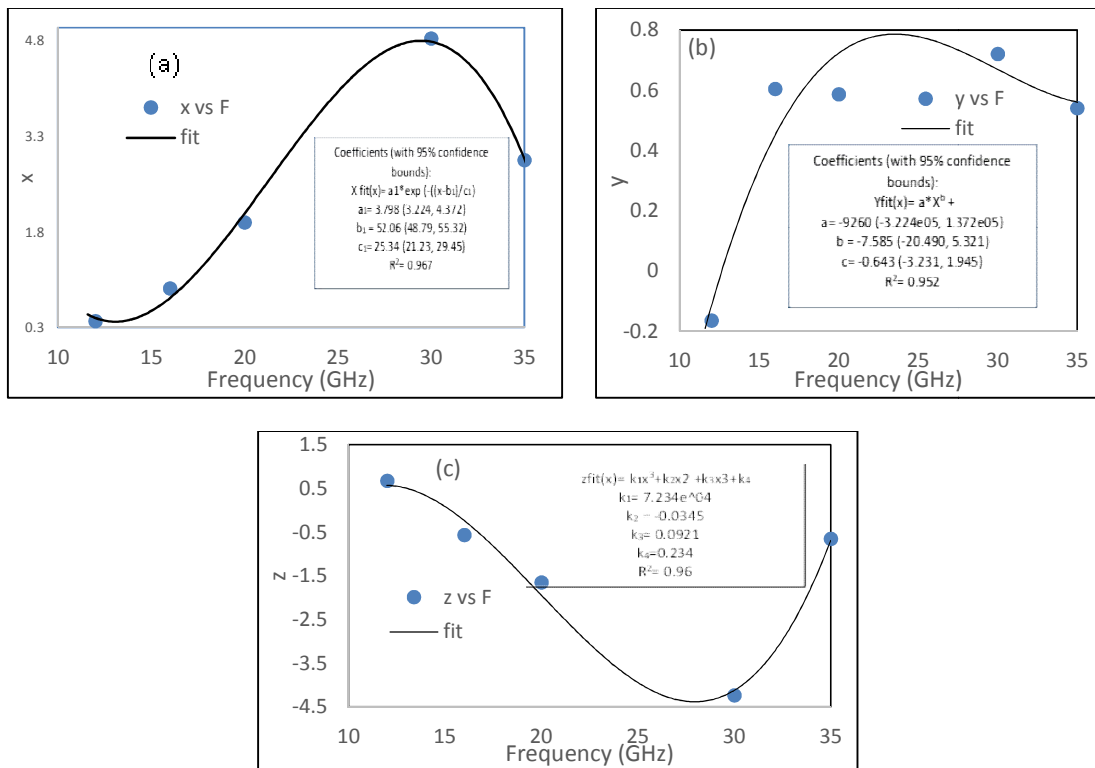 (a)
4.8
3.3
1.8
0.3
x
x vs F
fit
Coefficients (with 95% confidence
bounds):
X fit(x)= a1*exp (-((x-b₁)/c₁)
a₁= 3.798 (3.224, 4.372)
b₁ = 52.06 (48.79, 55.32)
c₁= 25.34 (21.23, 29.45)
R²= 0.967
10 15 20 25 30 35
Frequency (GHz)
(b)
0.8
0.6
0.4
0.2
0
-0.2
y
y vs F
fit
Coefficients (with 95% confidence
bounds):
Yfit(x)= a*Xᵇ +
a= -9260 (-3.224e05, 1.372e05)
b = -7.585 (-20.490, 5.321)
c= -0.643 (-3.231, 1.945)
R²= 0.952
10 15 20 25 30 35
Frequency (GHz)
(c)
1.5
0.5
-0.5
-1.5
-2.5
-3.5
-4.5
z
z vs F
fit
zfit(x)= k₁x³+k₂x2 +k₃x3+k₄
k₁= 7.234e^04
k₂ = -0.0345
k₃= 0.0921
k₄=0.234
R²= 0.96
10 15 20 25 30 35
Frequency (GHz)